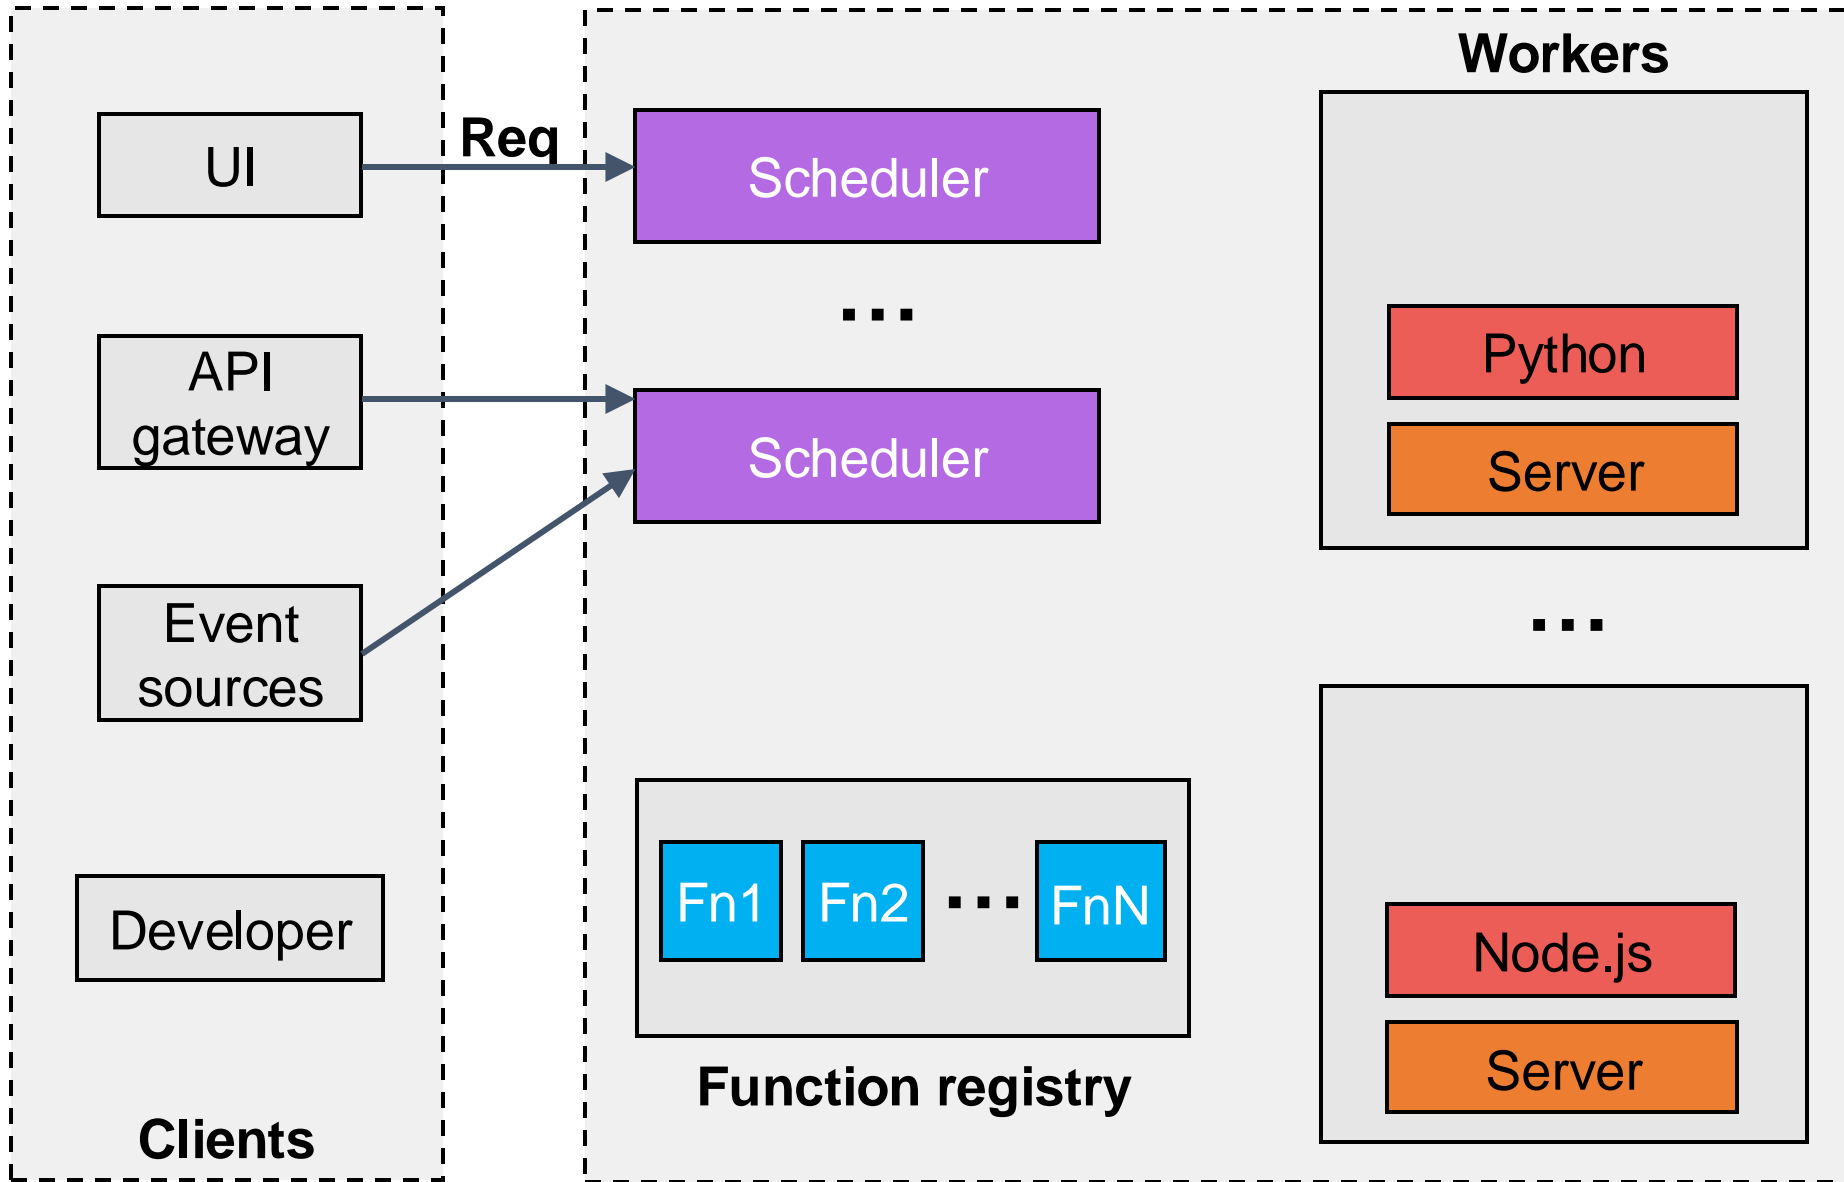 Workers
UI
Req
Scheduler
...
API
gateway
Scheduler
Python
Server
Event
sources
...
Fn1 Fn2 ... FnN
Developer
Node.js
Server
Function registry
Clients